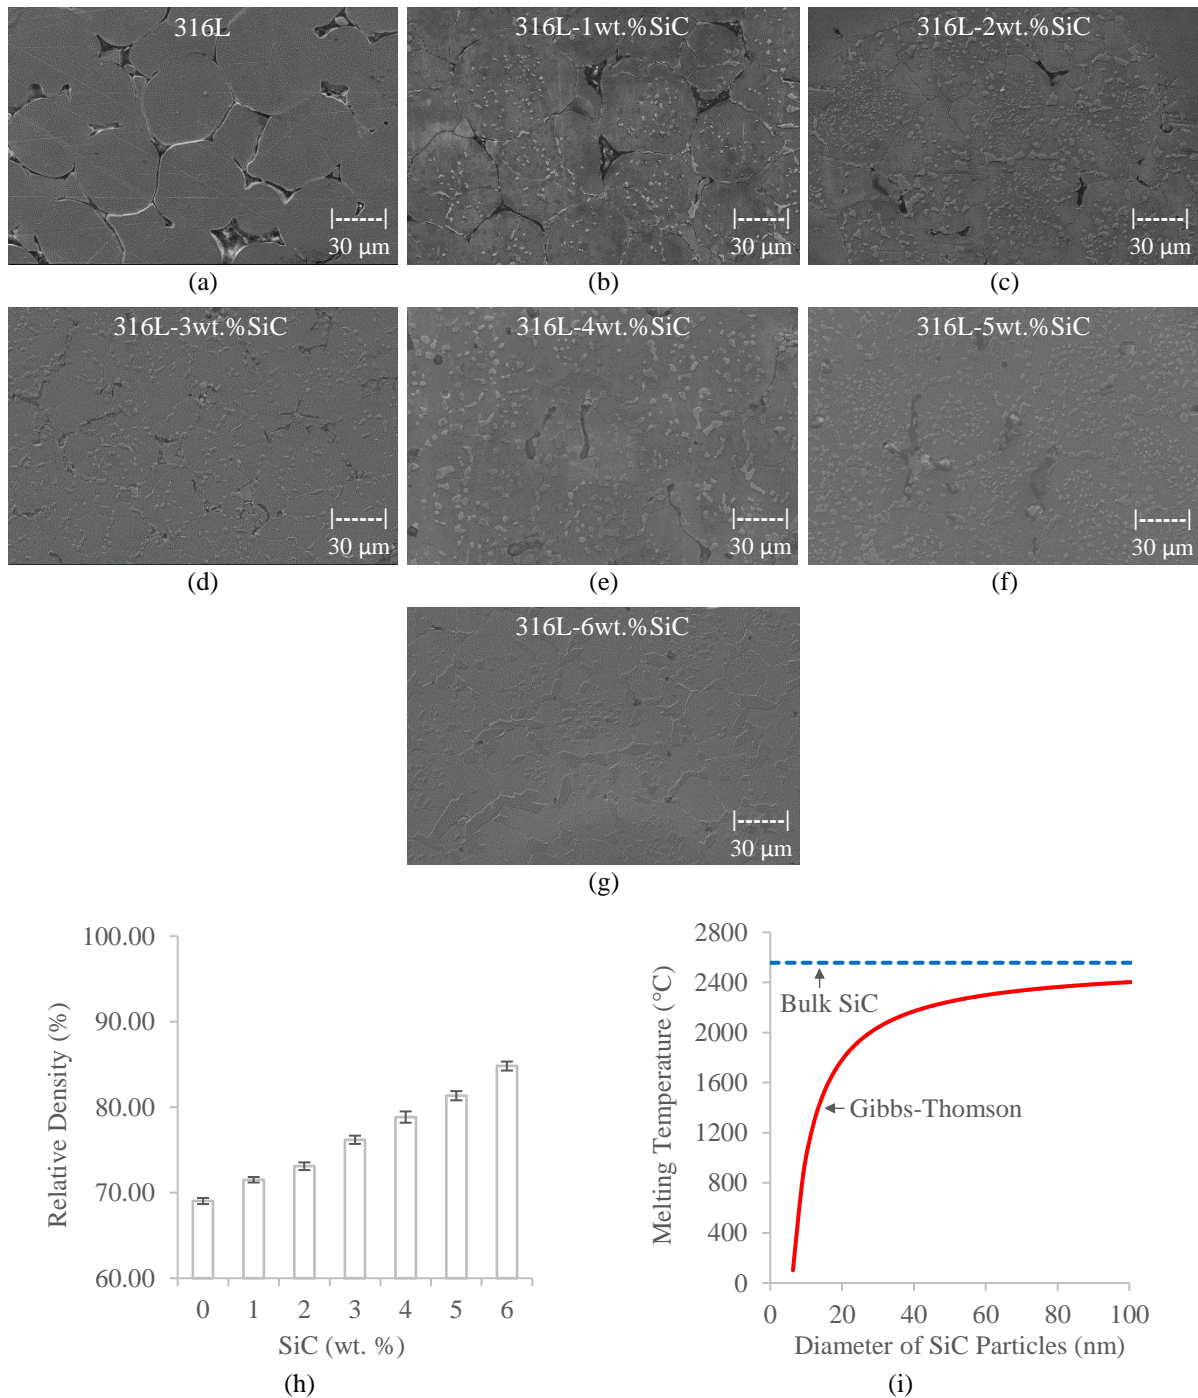 316L
316L-1wt.%SiC
316L-2wt.%SiC
30 µm
30 µm
30 µm
(a)
(b)
(c)
316L-3wt.%SiC
316L-4wt.%SiC
316L-5wt.%SiC
30 µm
30 µm
30 µm
(d)
(e)
(f)
316L-6wt.%SiC
30 µm
(g)
100.00
90.00
80.00
70.00
60.00
Relative Density (%)
0 1 2 3 4 5 6
SiC (wt. %)
(h)
2800
2400
2000
1600
1200
800
400
0
Melting Temperature (°C)
Bulk SiC
Gibbs-Thomson
0 20 40 60 80 100
Diameter of SiC Particles (nm)
(i)